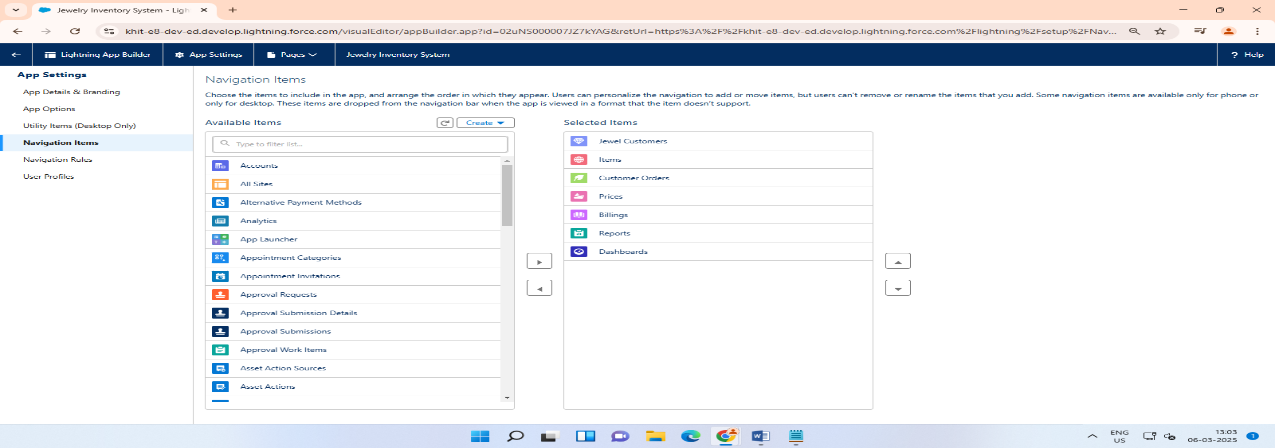 Jewelry Inventory System - Ligh
khit-e8-dev-ed.develop.lightning.force.com/visualEditor/appBuilder.app?id=02uNS000007JZ7kYAG&retUrl=https%3A%2F%2Fkhit-e8-dev-ed.develop.lightning.force.com%2Flightning%2Fsetup%2FNav...
Lightning App Builder App Settings Pages Jewelry Inventory System ? Help
App Settings
App Details & Branding
App Options
Utility Items (Desktop Only)
Navigation Items
Navigation Rules
User Profiles
Navigation Items
Choose the items to include in the app, and arrange the order in which they appear. Users can personalize the navigation to add or move items, but users can't remove or rename the items that you add. Some navigation items are available only for phone or
only for desktop. These items are dropped from the navigation bar when the app is viewed in a format that the item doesn't support.
Available Items
Create
Type to filter list...
Accounts
All Sites
Alternative Payment Methods
Analytics
App Launcher
Appointment Categories
Appointment Invitations
Approval Requests
Approval Submission Details
Approval Submissions
Approval Work Items
Asset Action Sources
Asset Actions
Selected Items
Jewel Customers
Items
Customer Orders
Prices
Billings
Reports
Dashboards
ENG
US
13:03
06-03-2025
1